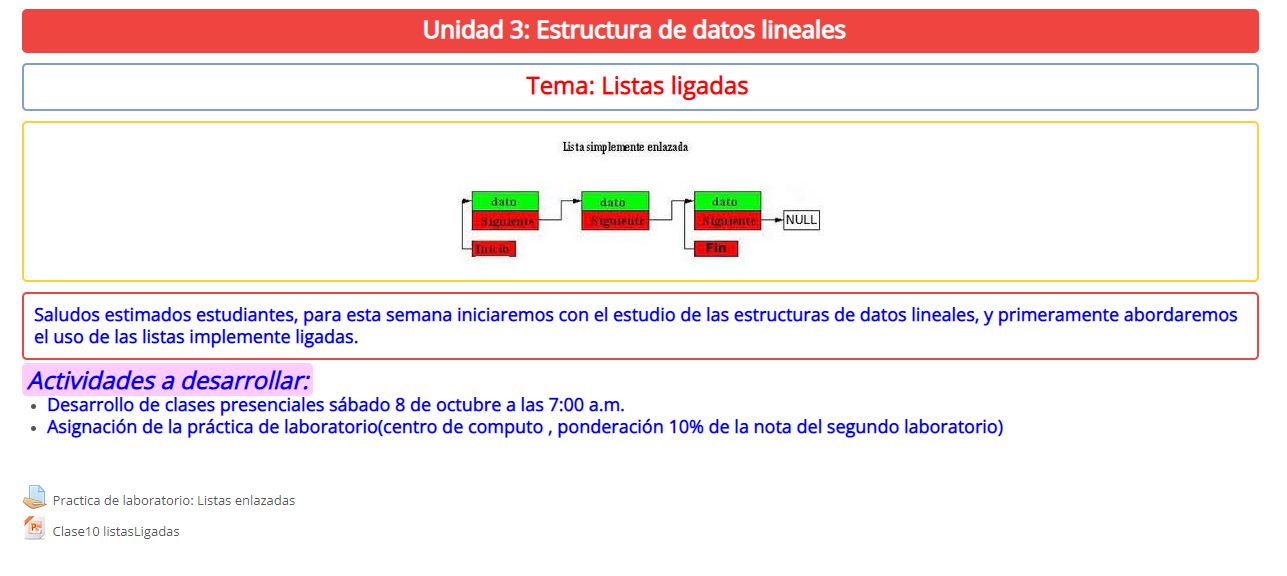 Unidad 3: Estructura de datos lineales
Tema: Listas ligadas
Lista simplemente enlazada
dato dato dato
Siguiente Siguiente Siguiente NULL
Inicio Fin
Saludos estimados estudiantes, para esta semana iniciaremos con el estudio de las estructuras de datos lineales, y primeramente abordaremos
el uso de las listas implemente ligadas.
Actividades a desarrollar:
Desarrollo de clases presenciales sábado 8 de octubre a las 7:00 a.m.
Asignación de la práctica de laboratorio(centro de computo , ponderación 10% de la nota del segundo laboratorio)
Practica de laboratorio: Listas enlazadas
Clase10 listasLigadas